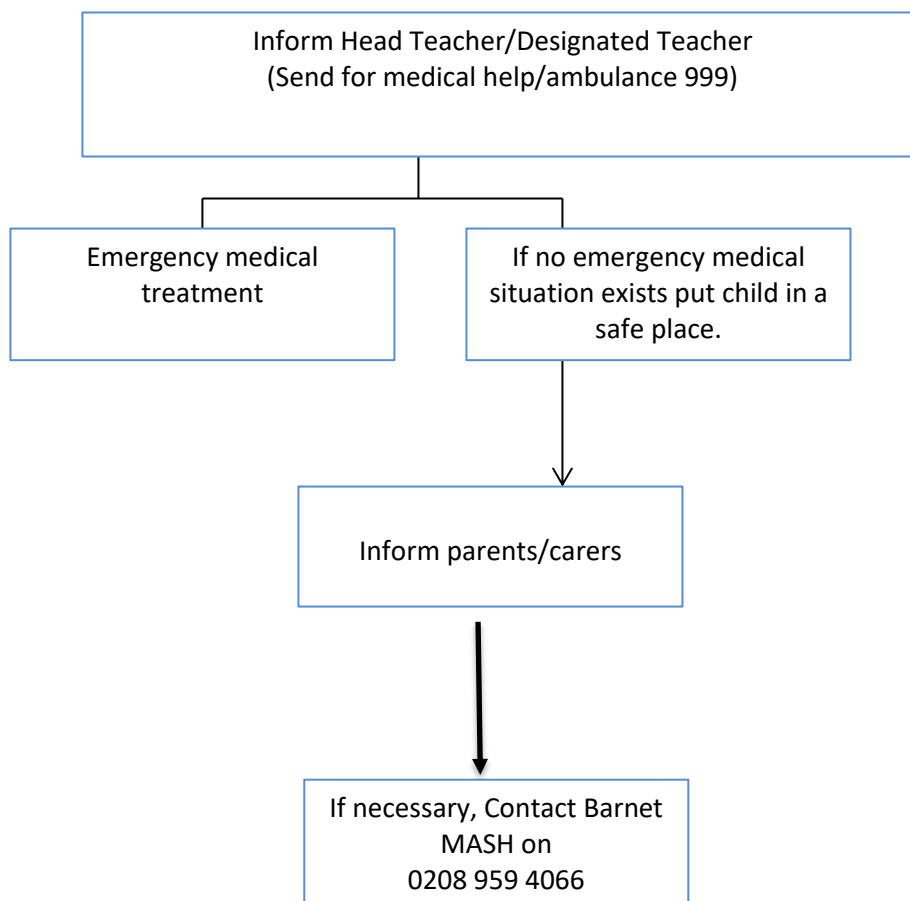 Inform Head Teacher/Designated Teacher
(Send for medical help/ambulance 999)
Emergency medical
treatment
If no emergency medical
situation exists put child in a
safe place.
Inform parents/carers
If necessary, Contact Barnet
MASH on
0208 959 4066